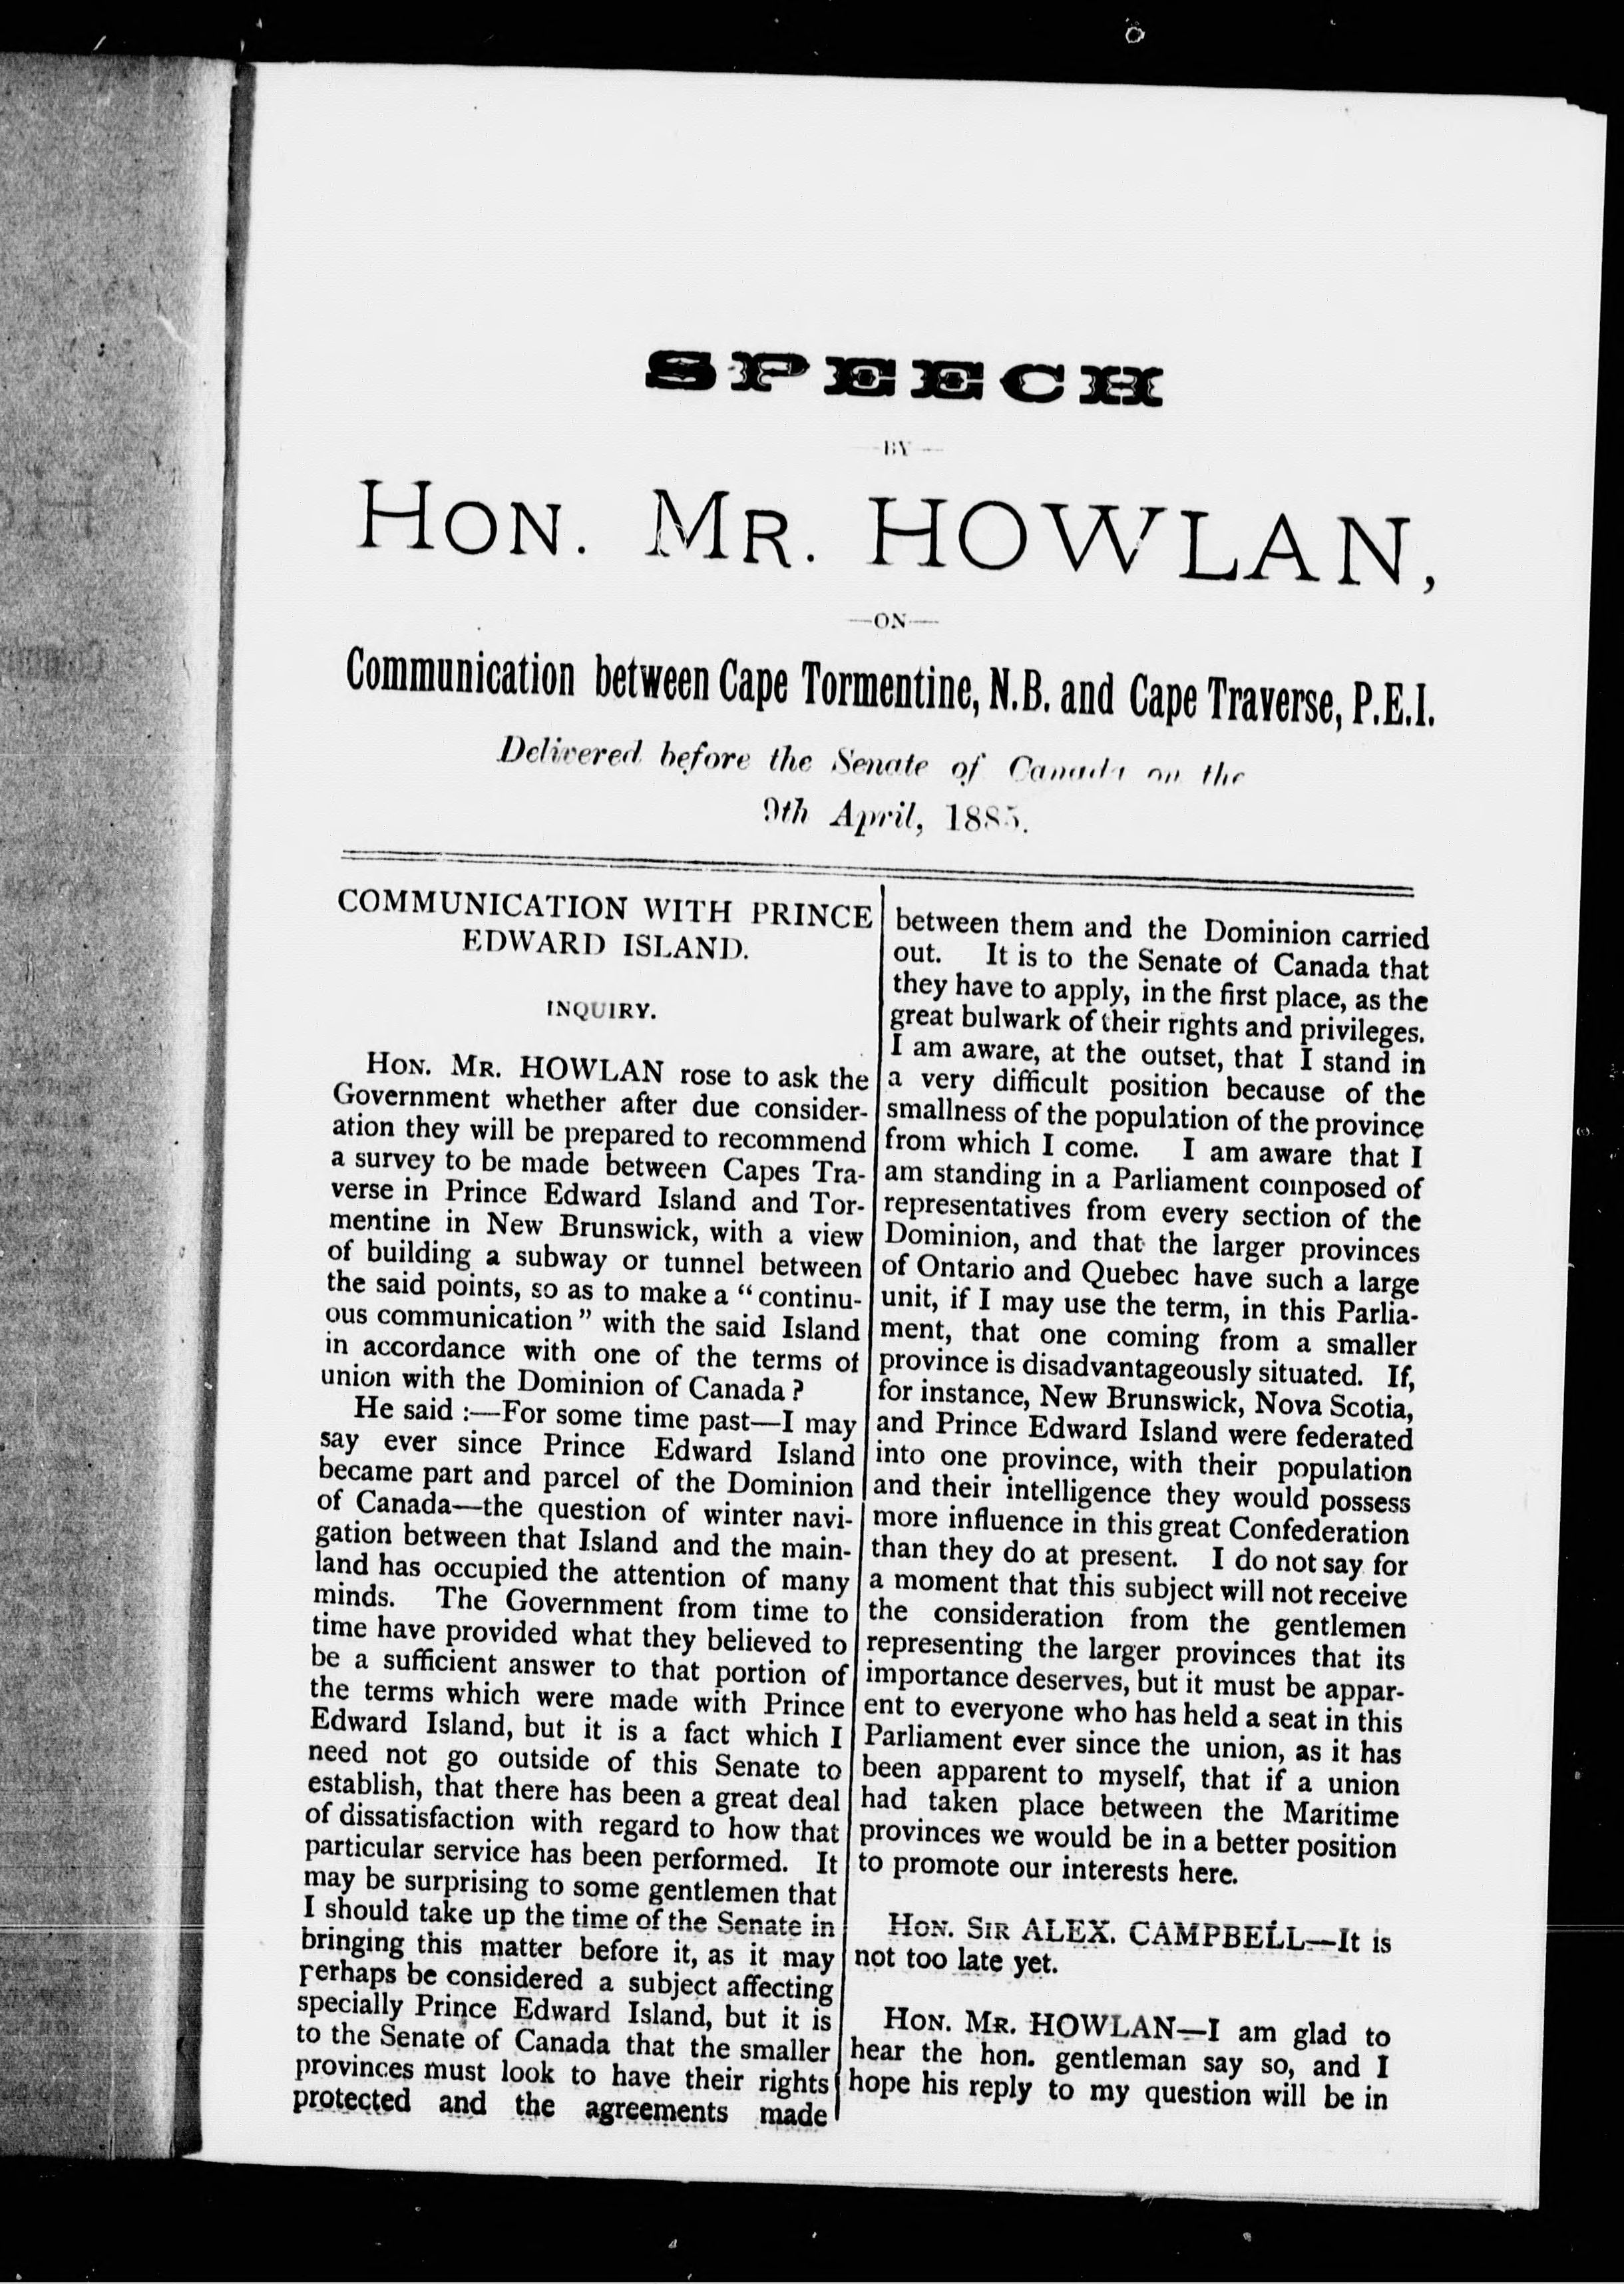 SPEECH
—BY—
HON. MR. HOWLAN,
—ON—
Communication between Cape Tormentine, N.B. and Cape Traverse, P.E.I.
Delivered before the Senate of Canada on the
9th April, 1885.
COMMUNICATION WITH PRINCE
EDWARD ISLAND.
INQUIRY.
HON. MR. HOWLAN rose to ask the
Government whether after due consider-
ation they will be prepared to recommend
a survey to be made between Capes Tra-
verse in Prince Edward Island and Tor-
mentine in New Brunswick, with a view
of building a subway or tunnel between
the said points, so as to make a "continu-
ous communication" with the said Island
in accordance with one of the terms of
union with the Dominion of Canada?
He said :—For some time past—I may
say ever since Prince Edward Island
became part and parcel of the Dominion
of Canada—the question of winter navi-
gation between that Island and the main-
land has occupied the attention of many
minds. The Government from time to
time have provided what they believed to
be a sufficient answer to that portion of
the terms which were made with Prince
Edward Island, but it is a fact which I
need not go outside of this Senate to
establish, that there has been a great deal
of dissatisfaction with regard to how that
particular service has been performed. It
may be surprising to some gentlemen that
I should take up the time of the Senate in
bringing this matter before it, as it may
perhaps be considered a subject affecting
specially Prince Edward Island, but it is
to the Senate of Canada that the smaller
provinces must look to have their rights
protected and the agreements made
between them and the Dominion carried
out. It is to the Senate of Canada that
they have to apply, in the first place, as the
great bulwark of their rights and privileges.
I am aware, at the outset, that I stand in
a very difficult position because of the
smallness of the population of the province
from which I come. I am aware that I
am standing in a Parliament composed of
representatives from every section of the
Dominion, and that the larger provinces
of Ontario and Quebec have such a large
unit, if I may use the term, in this Parlia-
ment, that one coming from a smaller
province is disadvantageously situated. If,
for instance, New Brunswick, Nova Scotia,
and Prince Edward Island were federated
into one province, with their population
and their intelligence they would possess
more influence in this great Confederation
than they do at present. I do not say for
a moment that this subject will not receive
the consideration from the gentlemen
representing the larger provinces that its
importance deserves, but it must be appar-
ent to everyone who has held a seat in this
Parliament ever since the union, as it has
been apparent to myself, that if a union
had taken place between the Maritime
provinces we would be in a better position
to promote our interests here.
HON. SIR ALEX. CAMPBELL—It is
not too late yet.
HON. MR. HOWLAN—I am glad to
hear the hon. gentleman say so, and I
hope his reply to my question will be in